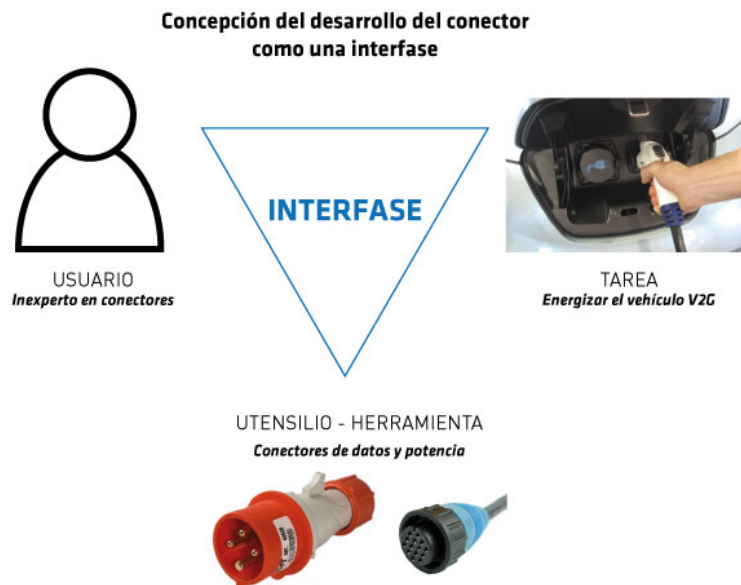 Concepción del desarrollo del conector
como una interfase
INTERFASE
USUARIO
Inexperto en conectores
TAREA
Energizar el vehículo V2G
UTENSILIO - HERRAMIENTA
Conectores de datos y potencia